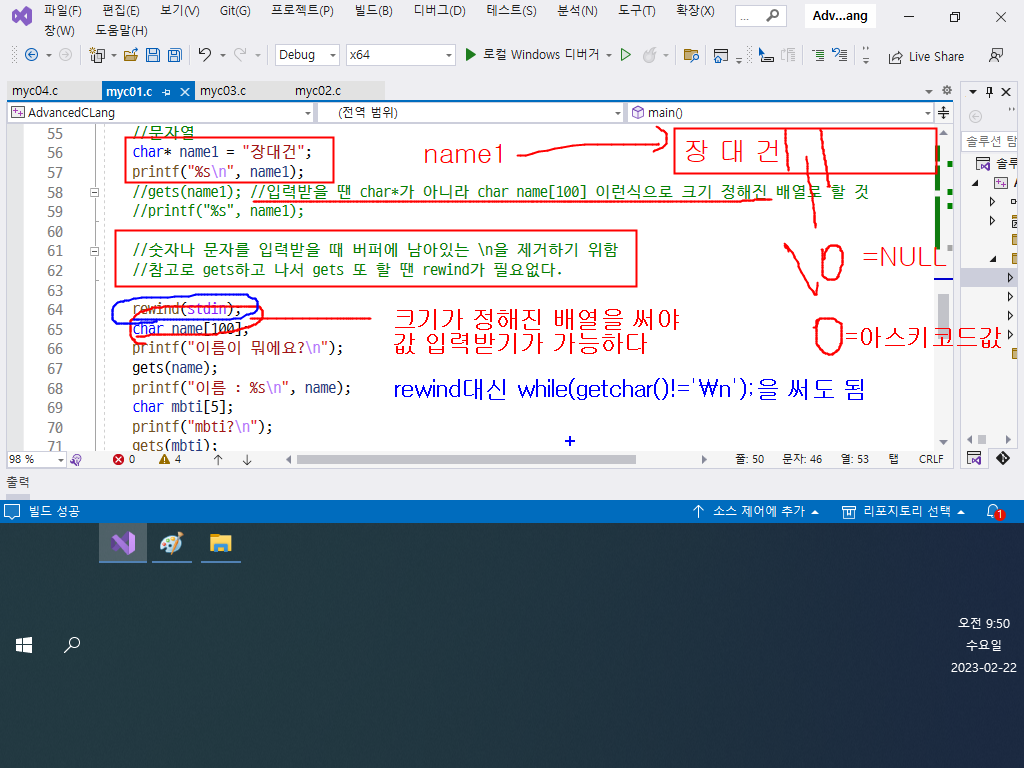 파일(F) 편집(E) 보기(V) Git(G) 프로젝트(P) 빌드(B) 디버그(D) 테스트(S) 분석(N) 도구(T) 확장(X)
창(W) 도움말(H)
... Adv...ang
Debug x64 로컬 Windows 디버거 Live Share
myc04.c myc01.c myc03.c myc02.c
AdvancedCLang (전역 범위) main()
솔루션 탐
솔루
55 //문자열
56 char* name1 = "장대건";
57 printf("%s\n", name1);
58 //gets(name1); //입력받을 땐 char*가 아니라 char name[100] 이런식으로 크기 정해진 배열로 할 것
59 //printf("%s", name1);
60
61 //숫자나 문자를 입력받을 때 버퍼에 남아있는 \n을 제거하기 위함
62 //참고로 gets하고 나서 gets 또 할 땐 rewind가 필요없다.
63
64 rewind(stdin);
65 char name[100];
66 printf("이름이 뭐에요?\n");
67 gets(name);
68 printf("이름 : %s\n", name);
69 char mbti[5];
70 printf("mbti?\n");
71 gets(mbti);
name1
장 대 건
\0 =NULL
0=아스키코드값
크기가 정해진 배열을 써야
값 입력받기가 가능하다
rewind대신 while(getchar()!='₩n');을 써도 됨
98 % 0 4 줄: 50 문자: 46 열: 53 탭 CRLF
출력
빌드 성공 소스 제어에 추가 리포지토리 선택 1
오전 9:50
수요일
2023-02-22